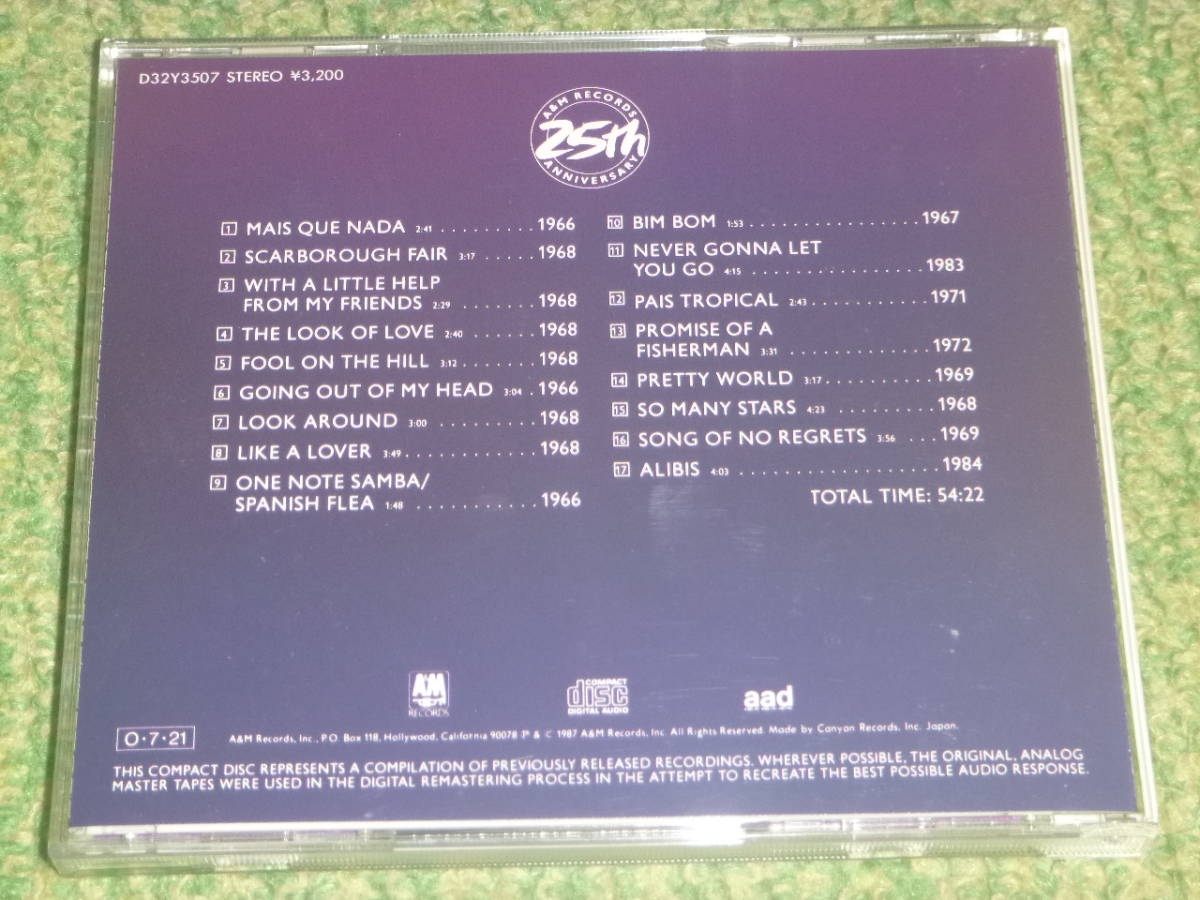 D32Y3507 STEREO ¥3,200
A&M RECORDS
25th
ANNIVERSARY
1 MAIS QUE NADA 2:41 . . . . . . . . . . 1966
2 SCARBOROUGH FAIR 3:17 . . . . . 1968
3 WITH A LITTLE HELP
FROM MY FRIENDS 2:29 . . . . . . . 1968
4 THE LOOK OF LOVE 2:40 . . . . . . . 1968
5 FOOL ON THE HILL 3:12 . . . . . . . 1968
6 GOING OUT OF MY HEAD 3:04 . 1966
7 LOOK AROUND 3:00 . . . . . . . . . . 1968
8 LIKE A LOVER 3:49 . . . . . . . . . . . . 1968
9 ONE NOTE SAMBA/
SPANISH FLEA 1:48 . . . . . . . . . . . 1966
10 BIM BOM 1:53 . . . . . . . . . . . . . . . 1967
11 NEVER GONNA LET
YOU GO 4:15 . . . . . . . . . . . . . . . 1983
12 PAIS TROPICAL 2:43 . . . . . . . . . . 1971
13 PROMISE OF A
FISHERMAN 3:31 . . . . . . . . . . . . 1972
14 PRETTY WORLD 3:17 . . . . . . . . . 1969
15 SO MANY STARS 4:23 . . . . . . . . 1968
16 SONG OF NO REGRETS 3:56 . . . 1969
17 ALIBIS 4:03 . . . . . . . . . . . . . . . . . 1984
TOTAL TIME: 54:22
A&M
RECORDS
COMPACT
disc
DIGITAL AUDIO
aad
O·7·21
A&M Records, Inc., P.O. Box 118, Hollywood, California 90078 ℗ & © 1987 A&M Records, Inc. All Rights Reserved. Made by Canyon Records, Inc. Japan.
THIS COMPACT DISC REPRESENTS A COMPILATION OF PREVIOUSLY RELEASED RECORDINGS. WHEREVER POSSIBLE, THE ORIGINAL, ANALOG
MASTER TAPES WERE USED IN THE DIGITAL REMASTERING PROCESS IN THE ATTEMPT TO RECREATE THE BEST POSSIBLE AUDIO RESPONSE.